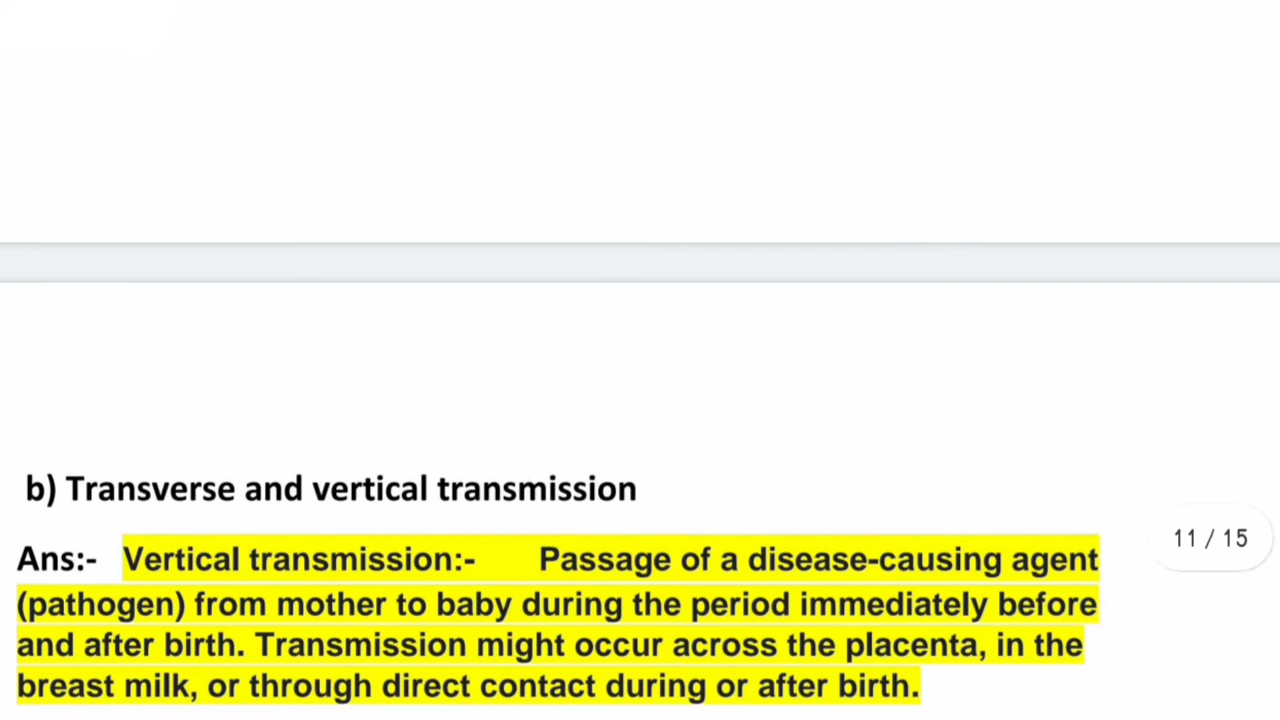 b) Transverse and vertical transmission
11 / 15
Ans:- Vertical transmission:- Passage of a disease-causing agent
(pathogen) from mother to baby during the period immediately before
and after birth. Transmission might occur across the placenta, in the
breast milk, or through direct contact during or after birth.